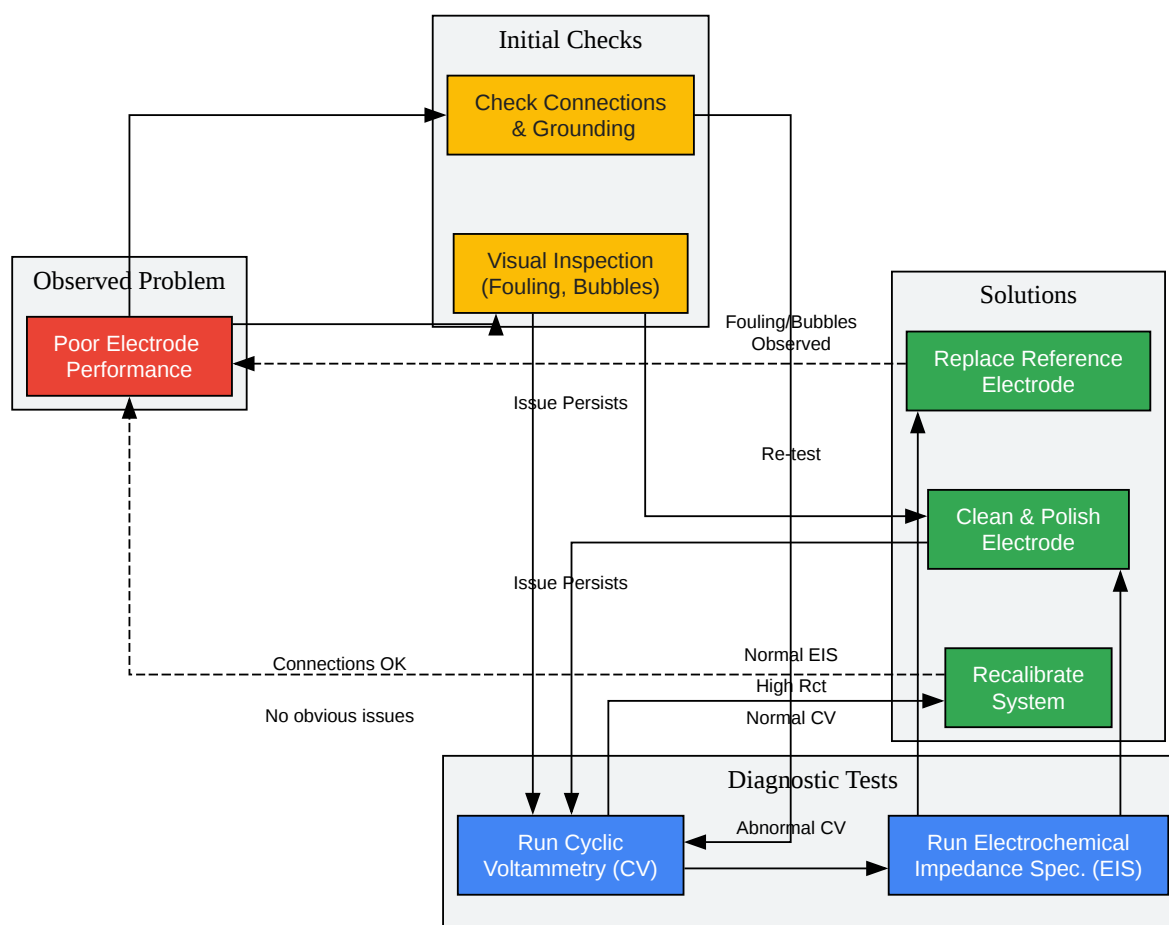 Initial Checks
Check Connections
& Grounding
Visual Inspection
(Fouling, Bubbles)
Observed Problem
Poor Electrode
Performance
Solutions
Fouling/Bubbles
Observed
Replace Reference
Electrode
Issue Persists
Re-test
Clean & Polish
Electrode
Issue Persists
Connections OK
Normal EIS
High Rct
Recalibrate
System
No obvious issues
Normal CV
Diagnostic Tests
Run Cyclic
Voltammetry (CV)
Abnormal CV
Run Electrochemical
Impedance Spec. (EIS)